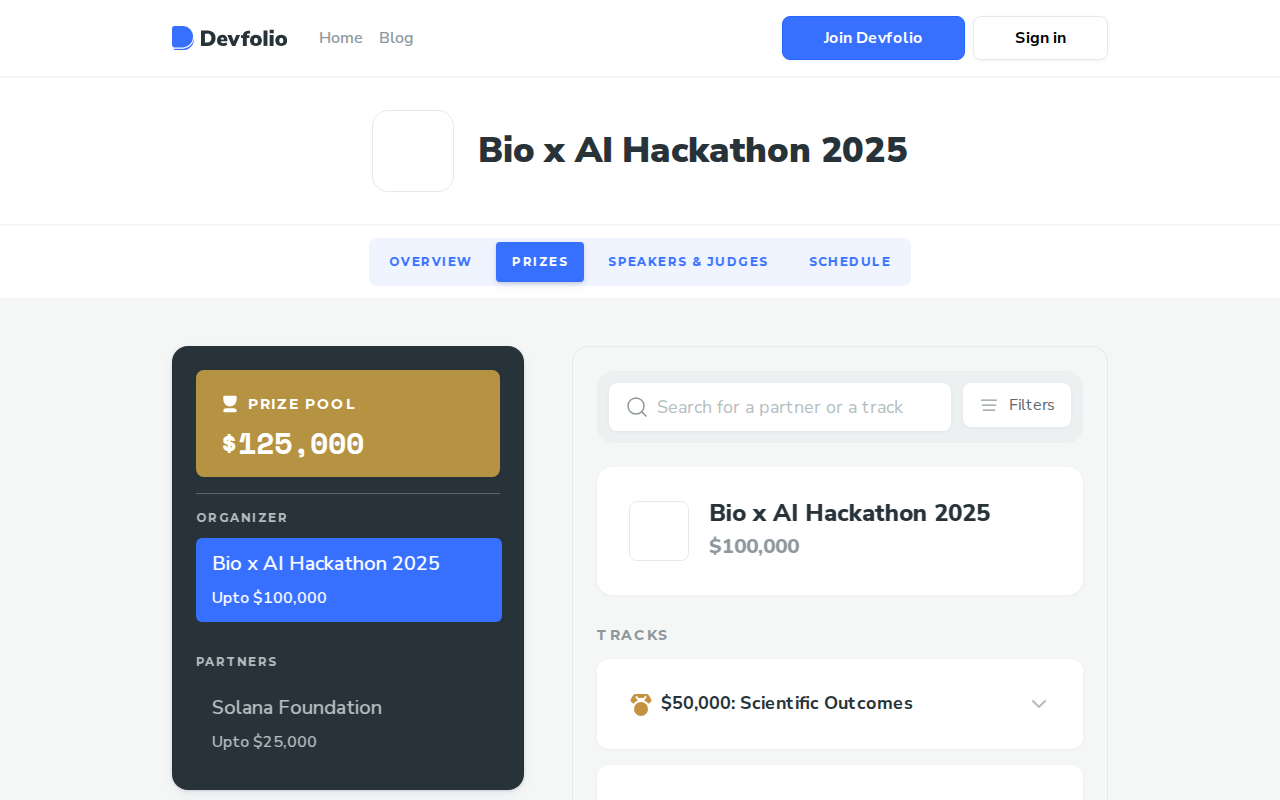 Devfolio
Home
Blog
Join Devfolio
Sign in
Bio x AI Hackathon 2025
OVERVIEW
PRIZES
SPEAKERS & JUDGES
SCHEDULE
PRIZE POOL
$125,000
ORGANIZER
Bio x AI Hackathon 2025
Upto $100,000
PARTNERS
Solana Foundation
Upto $25,000
Search for a partner or a track
Filters
Bio x AI Hackathon 2025
$100,000
TRACKS
$50,000: Scientific Outcomes